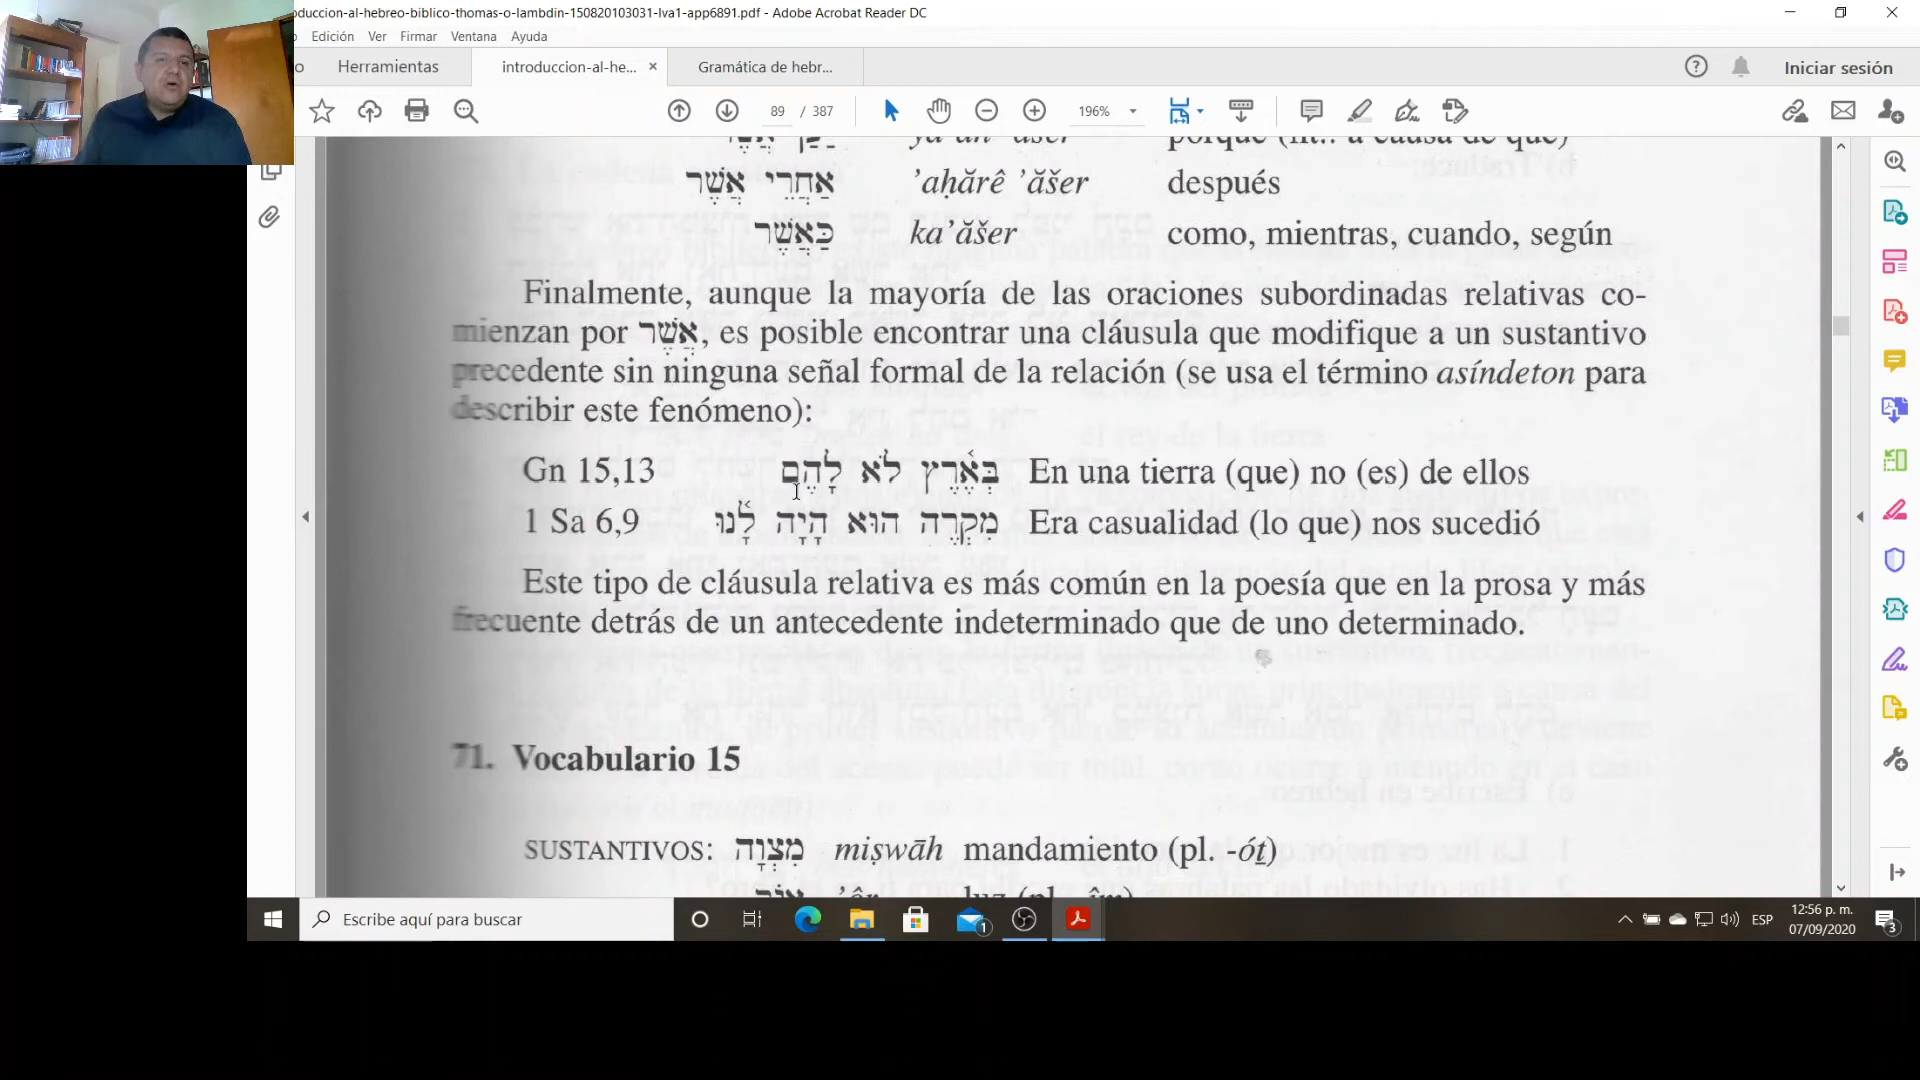 oduccion-al-hebreo-biblico-thomas-o-lambdin-150820103031-lva1-app6891.pdf - Adobe Acrobat Reader DC
Edición Ver Firmar Ventana Ayuda
Herramientas introduccion-al-he... × Gramática de hebr... Iniciar sesión
89 / 387 196%
אַחֲרֵי אֲשֶׁר ’aḥărê ’ăšer después
כַּאֲשֶׁר ka’ăšer como, mientras, cuando, según
Finalmente, aunque la mayoría de las oraciones subordinadas relativas co-
mienzan por אֲשֶׁר, es posible encontrar una cláusula que modifique a un sustantivo
precedente sin ninguna señal formal de la relación (se usa el término asíndeton para
describir este fenómeno):
Gn 15,13 בְּאֶ֫רֶץ לֹא לָהֶם En una tierra (que) no (es) de ellos
1 Sa 6,9 מִקְרֶה הוּא הָיָה לָ֫נוּ Era casualidad (lo que) nos sucedió
Este tipo de cláusula relativa es más común en la poesía que en la prosa y más
frecuente detrás de un antecedente indeterminado que de uno determinado.
71. Vocabulario 15
SUSTANTIVOS: מִצְוָה miṣwāh mandamiento (pl. -óṯ)
Escribe aquí para buscar
1
ESP
12:56 p. m.
07/09/2020
3